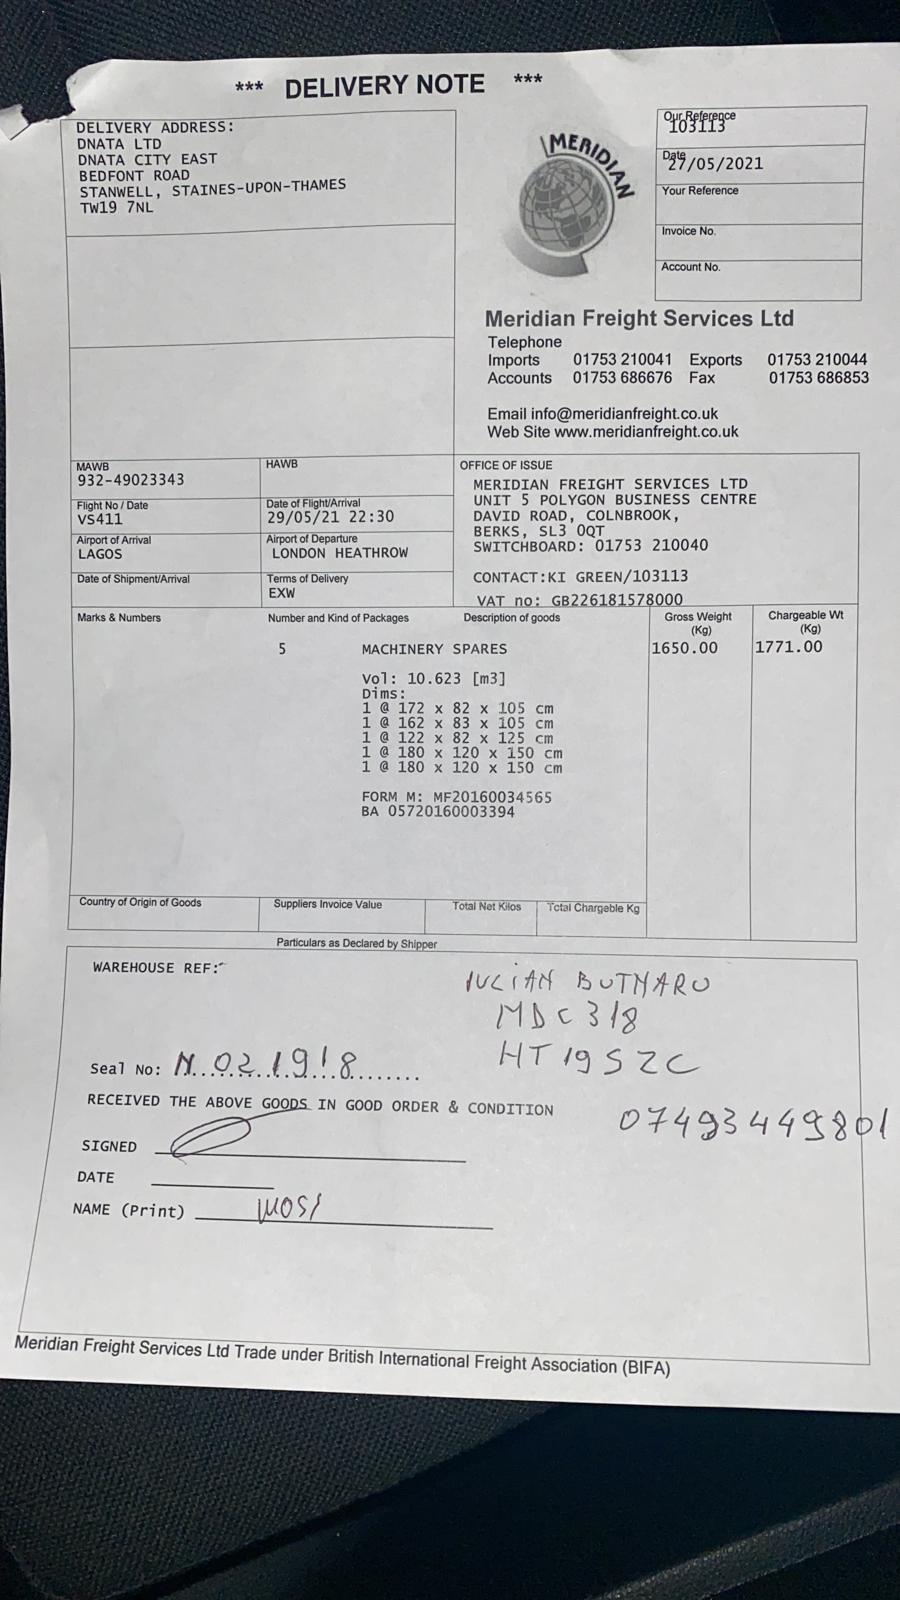 *** DELIVERY NOTE ***
DELIVERY ADDRESS:
DNATA LTD
DNATA CITY EAST
BEDFONT ROAD
STANWELL, STAINES-UPON-THAMES
TW19 7NL
MERIDIAN
Our Reference
103113
Date
27/05/2021
Your Reference
Invoice No.
Account No.
Meridian Freight Services Ltd
Telephone
Imports 01753 210041 Exports 01753 210044
Accounts 01753 686676 Fax 01753 686853
Email info@meridianfreight.co.uk
Web Site www.meridianfreight.co.uk
MAWB
932-49023343
HAWB
Flight No / Date
VS411
Date of Flight/Arrival
29/05/21 22:30
Airport of Arrival
LAGOS
Airport of Departure
LONDON HEATHROW
Date of Shipment/Arrival
Terms of Delivery
EXW
OFFICE OF ISSUE
MERIDIAN FREIGHT SERVICES LTD
UNIT 5 POLYGON BUSINESS CENTRE
DAVID ROAD, COLNBROOK,
BERKS, SL3 0QT
SWITCHBOARD: 01753 210040
CONTACT:KI GREEN/103113
VAT no: GB226181578000
Marks & Numbers Number and Kind of Packages Description of goods Gross Weight (Kg) Chargeable Wt (Kg)
5 MACHINERY SPARES 1650.00 1771.00
Vol: 10.623 [m3]
Dims:
1 @ 172 x 82 x 105 cm
1 @ 162 x 83 x 105 cm
1 @ 122 x 82 x 125 cm
1 @ 180 x 120 x 150 cm
1 @ 180 x 120 x 150 cm
FORM M: MF20160034565
BA 05720160003394
Country of Origin of Goods Suppliers Invoice Value Total Net Kilos Total Chargeable Kg
Particulars as Declared by Shipper
WAREHOUSE REF:
IULIAN BUTNARU
MDC318
HT19SZC
Seal No: N.021918
RECEIVED THE ABOVE GOODS IN GOOD ORDER & CONDITION
07493449801
SIGNED
DATE
NAME (Print)
Meridian Freight Services Ltd Trade under British International Freight Association (BIFA)